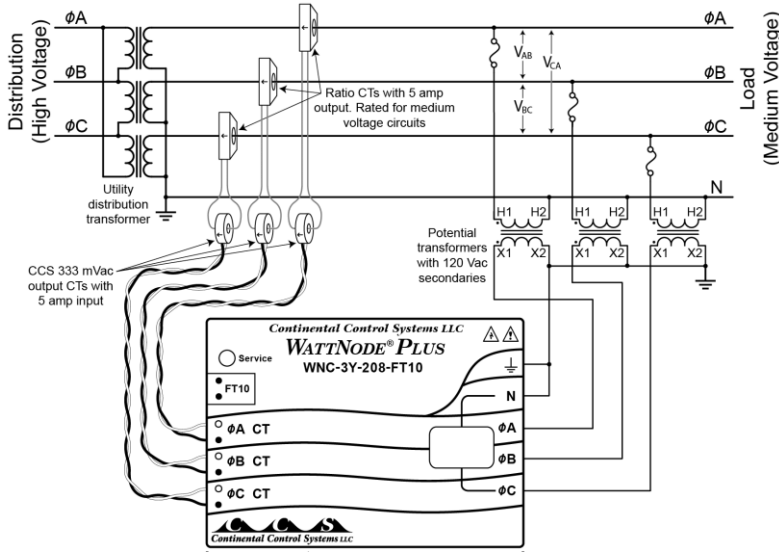 Distribution
(High Voltage)
ϕA
ϕB
ϕC
Utility
distribution
transformer
Ratio CTs with 5 amp
output. Rated for medium
voltage circuits
VAB
VCA
VBC
ϕA
ϕB
ϕC
N
Load
(Medium Voltage)
H1 H2 H1 H2 H1 H2
X1 X2 X1 X2 X1 X2
Potential
transformers
with 120 Vac
secondaries
CCS 333 mVac
output CTs with
5 amp input
Continental Control Systems LLC
WATTNODE® PLUS
WNC-3Y-208-FT10
Service
FT10
ϕA CT
ϕB CT
ϕC CT
N
ϕA
ϕB
ϕC
CCS
Continental Control Systems LLC